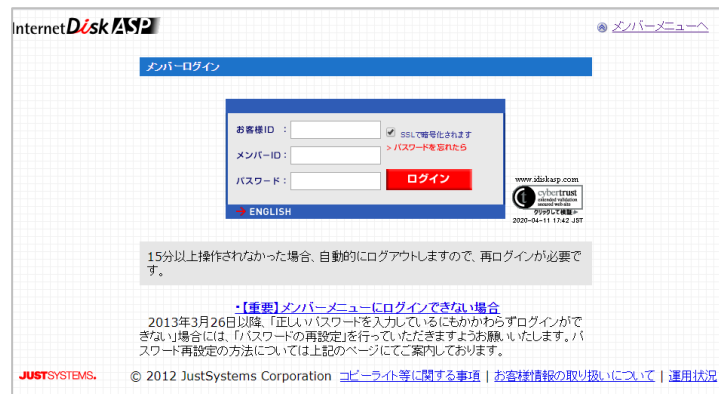 InternetDisk ASP
メンバーメニューへ
メンバーログイン
お客様ID :
SSLで暗号化されます
> パスワードを忘れたら
メンバーID :
パスワード :
ログイン
ENGLISH
www.idiskasp.com
cybertrust
extended validation
secured web site
クリックして検証
2020-04-11 17:42 JST
15分以上操作されなかった場合、自動的にログアウトしますので、再ログインが必要で
す。
・【重要】メンバーメニューにログインできない場合
2013年3月26日以降、「正しいパスワードを入力しているにもかかわらずログインがで
きない」場合には、「パスワードの再設定」を行っていただきますようお願いいたします。パ
スワード再設定の方法については上記のページにてご案内しております。
JUSTSYSTEMS.
© 2012 JustSystems Corporation コピーライト等に関する事項 | お客様情報の取り扱いについて | 運用状況